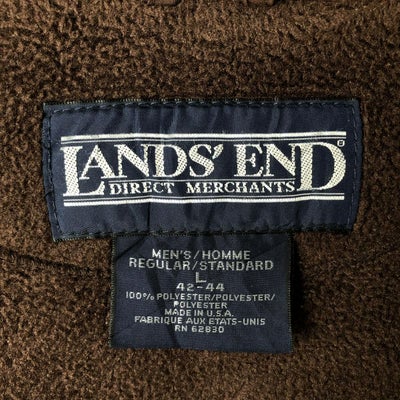 LANDS' END®
DIRECT MERCHANTS
MEN'S/HOMME
REGULAR/STANDARD
L
42-44
100% POLYESTER/POLYESTER/
POLYESTER
MADE IN U.S.A.
FABRIQUE AUX ETATS-UNIS
RN 62830